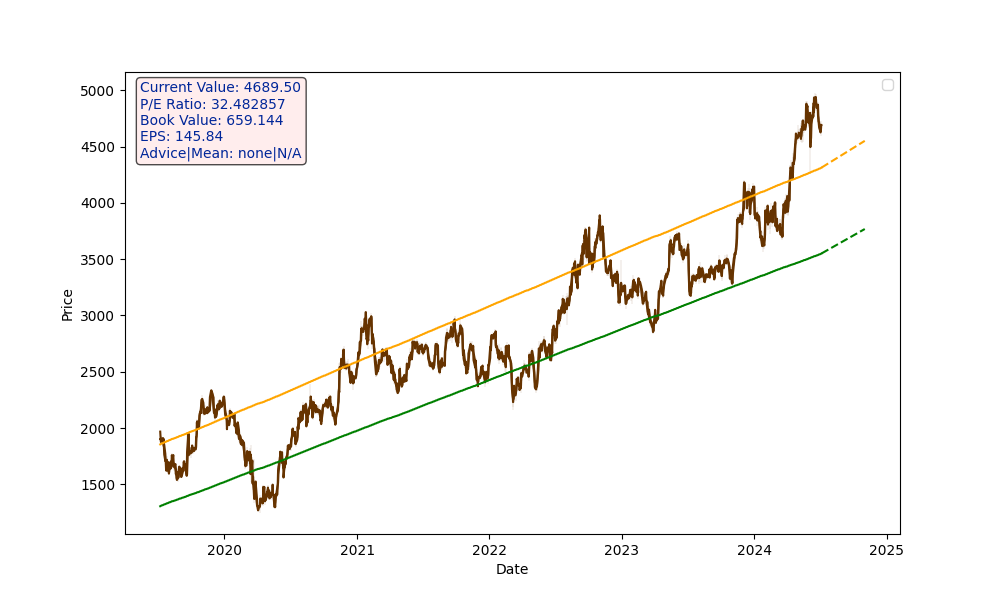 Current Value: 4689.50
P/E Ratio: 32.482857
Book Value: 659.144
EPS: 145.84
Advice|Mean: none|N/A
5000
4500
4000
3500
3000
2500
2000
1500
Price
2020
2021
2022
2023
2024
2025
Date